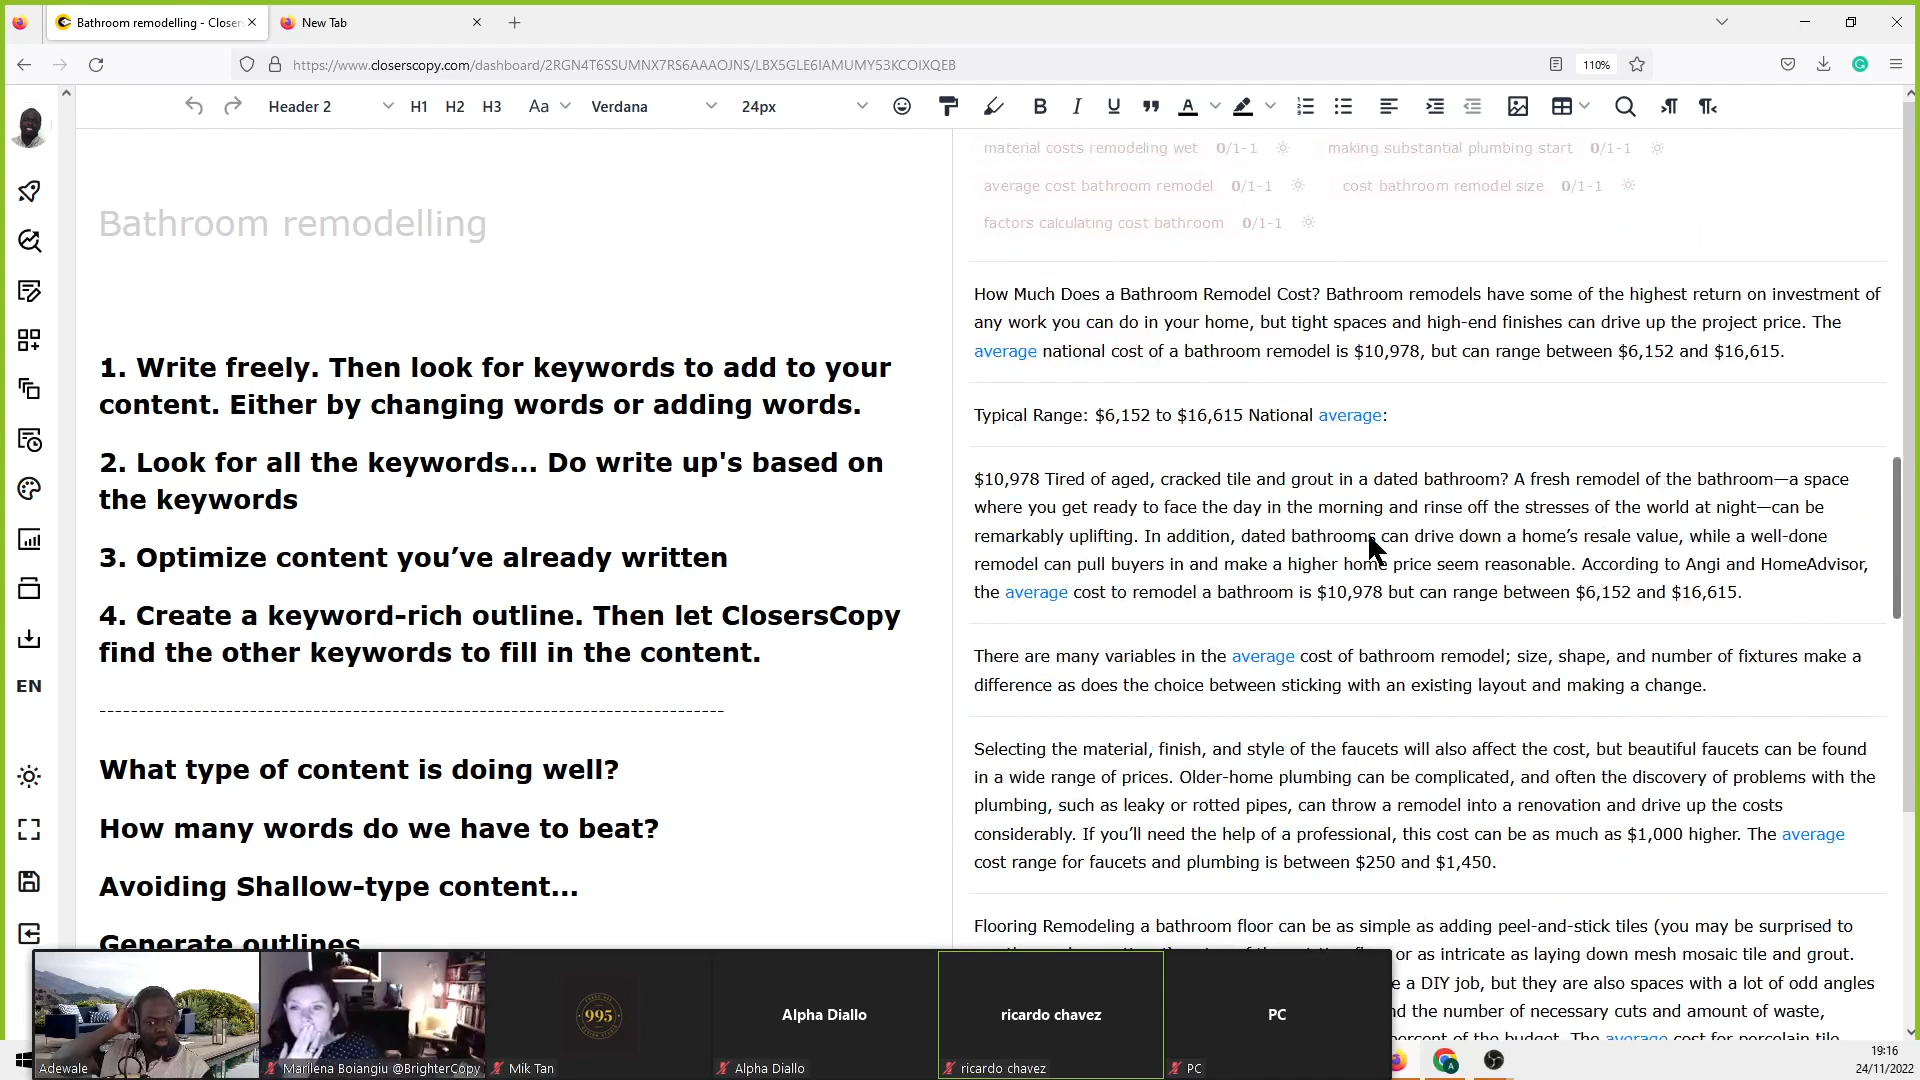 Bathroom remodelling - Closers
New Tab
https://www.closerscopy.com/dashboard/2RGN4T6SSUMNX7RS6AAAOJNS/LBX5GLE6IAMUMY53KCOIXQEB
110%
Header 2
H1 H2 H3 Aa Verdana 24px
EN
Bathroom remodelling
1. Write freely. Then look for keywords to add to your
content. Either by changing words or adding words.
2. Look for all the keywords... Do write up's based on
the keywords
3. Optimize content you’ve already written
4. Create a keyword-rich outline. Then let ClosersCopy
find the other keywords to fill in the content.
--------------------------------------------------------------------------------
What type of content is doing well?
How many words do we have to beat?
Avoiding Shallow-type content...
Generate outlines
material costs remodeling wet 0/1-1 making substantial plumbing start 0/1-1
average cost bathroom remodel 0/1-1 cost bathroom remodel size 0/1-1
factors calculating cost bathroom 0/1-1
How Much Does a Bathroom Remodel Cost? Bathroom remodels have some of the highest return on investment of
any work you can do in your home, but tight spaces and high-end finishes can drive up the project price. The
average national cost of a bathroom remodel is $10,978, but can range between $6,152 and $16,615.
Typical Range: $6,152 to $16,615 National average:
$10,978 Tired of aged, cracked tile and grout in a dated bathroom? A fresh remodel of the bathroom—a space
where you get ready to face the day in the morning and rinse off the stresses of the world at night—can be
remarkably uplifting. In addition, dated bathrooms can drive down a home’s resale value, while a well-done
remodel can pull buyers in and make a higher home price seem reasonable. According to Angi and HomeAdvisor,
the average cost to remodel a bathroom is $10,978 but can range between $6,152 and $16,615.
There are many variables in the average cost of bathroom remodel; size, shape, and number of fixtures make a
difference as does the choice between sticking with an existing layout and making a change.
Selecting the material, finish, and style of the faucets will also affect the cost, but beautiful faucets can be found
in a wide range of prices. Older-home plumbing can be complicated, and often the discovery of problems with the
plumbing, such as leaky or rotted pipes, can throw a remodel into a renovation and drive up the costs
considerably. If you’ll need the help of a professional, this cost can be as much as $1,000 higher. The average
cost range for faucets and plumbing is between $250 and $1,450.
Flooring Remodeling a bathroom floor can be as simple as adding peel-and-stick tiles (you may be surprised to
or as intricate as laying down mesh mosaic tile and grout.
e a DIY job, but they are also spaces with a lot of odd angles
nd the number of necessary cuts and amount of waste,
percent of the budget. The average cost for porcelain tile
Adewale
Marilena Boiangiu @BrighterCopy
995
Mik Tan
Alpha Diallo
Alpha Diallo
ricardo chavez
ricardo chavez
PC
PC
19:16
24/11/2022